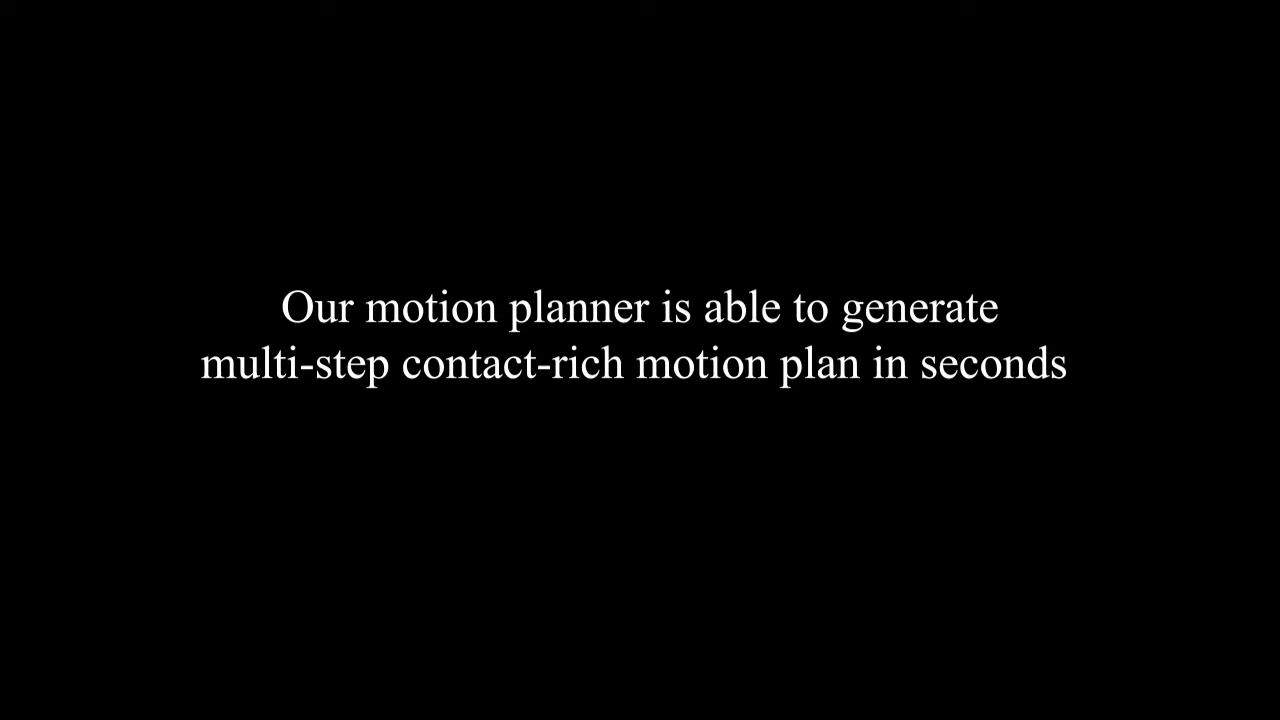 Our motion planner is able to generate
multi-step contact-rich motion plan in seconds